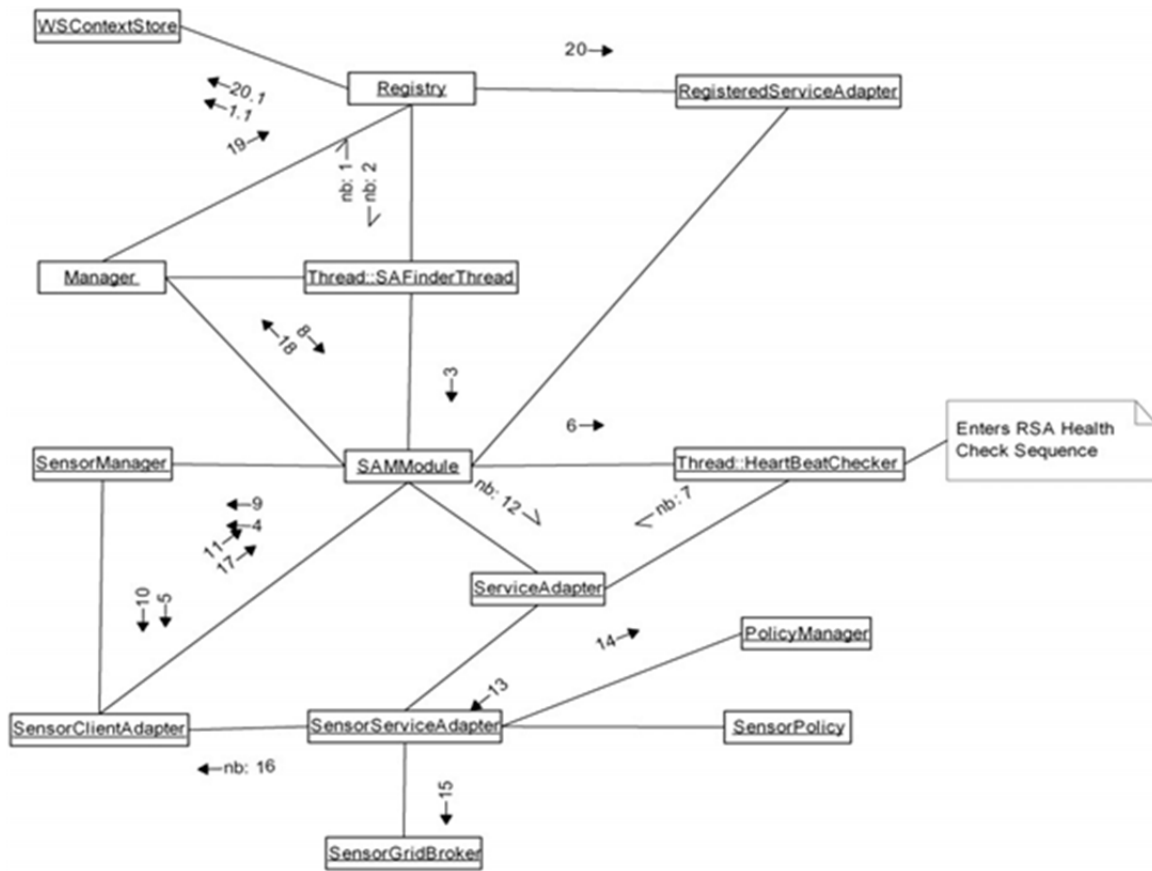 WSContextStore
20
Registry
RegisteredServiceAdapter
20.1
1.1
19
nb: 1
nb: 2
Manager
Thread::SAFinderThread
8
18
3
6
Enters RSA Health
Check Sequence
SensorManager
SAMModule
Thread::HeartBeatChecker
nb: 12
nb: 7
9
4
11
17
10
5
ServiceAdapter
14
PolicyManager
13
SensorClientAdapter
SensorServiceAdapter
SensorPolicy
nb: 16
15
SensorGridBroker